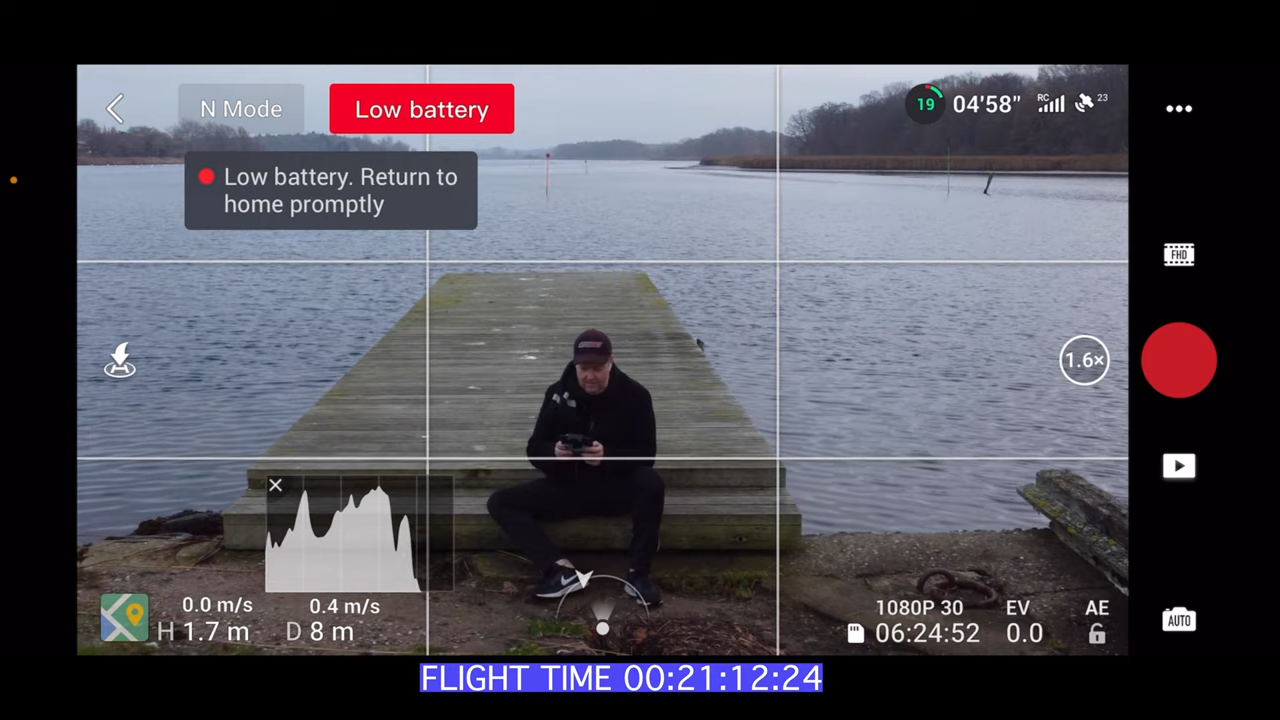 N Mode
Low battery
19
04'58"
RC
23
Low battery. Return to
home promptly
FHD
1.6×
0.0 m/s
0.4 m/s
H 1.7 m
D 8 m
1080P 30
EV
AE
06:24:52
0.0
AUTO
FLIGHT TIME 00:21:12:24